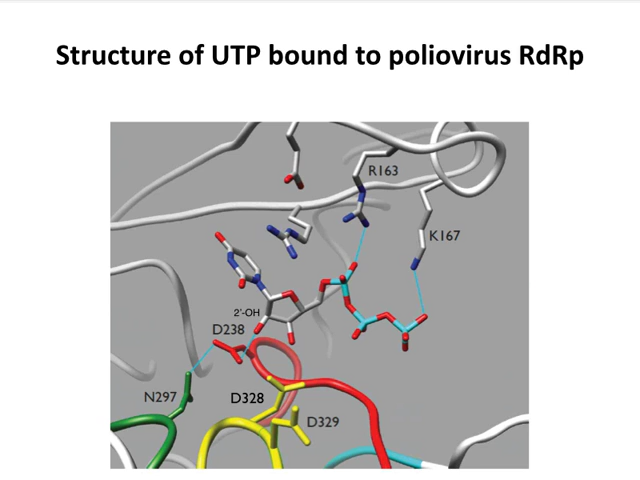 Structure of UTP bound to poliovirus RdRp
R163
K167
2'-OH
D238
N297
D328
D329